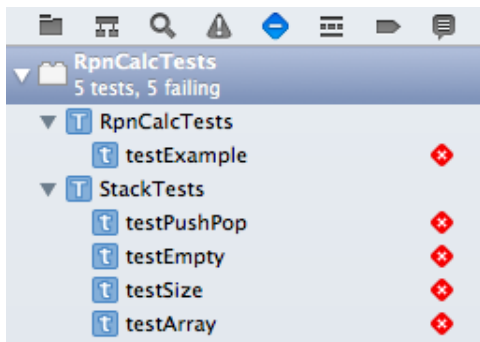 RpnCalcTests
5 tests, 5 failing
T RpnCalcTests
t testExample
T StackTests
t testPushPop
t testEmpty
t testSize
t testArray